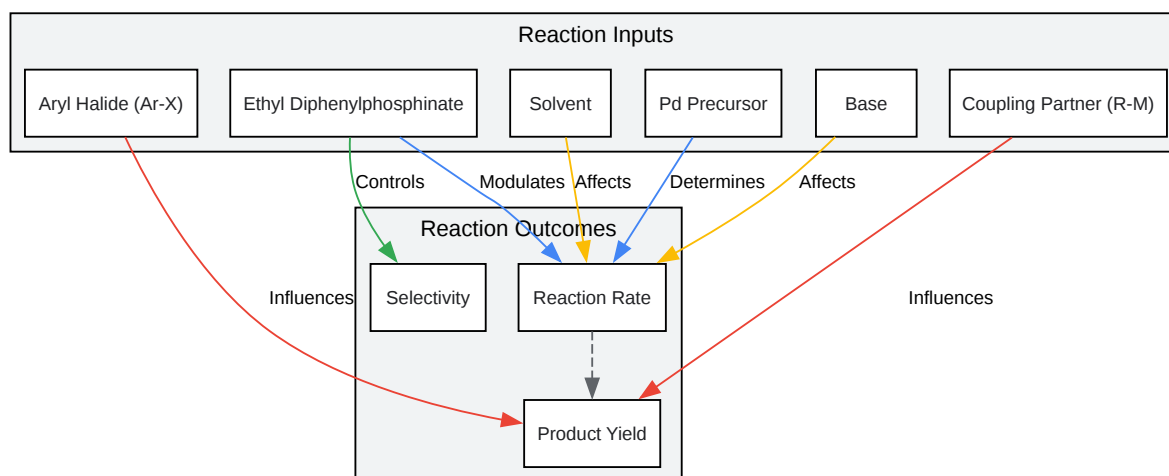 Reaction Inputs
Aryl Halide (Ar-X)
Ethyl Diphenylphosphinate
Solvent
Pd Precursor
Base
Coupling Partner (R-M)
Controls
Modulates
Affects
Determines
Affects
Reaction Outcomes
Selectivity
Reaction Rate
Influences
Influences
Product Yield